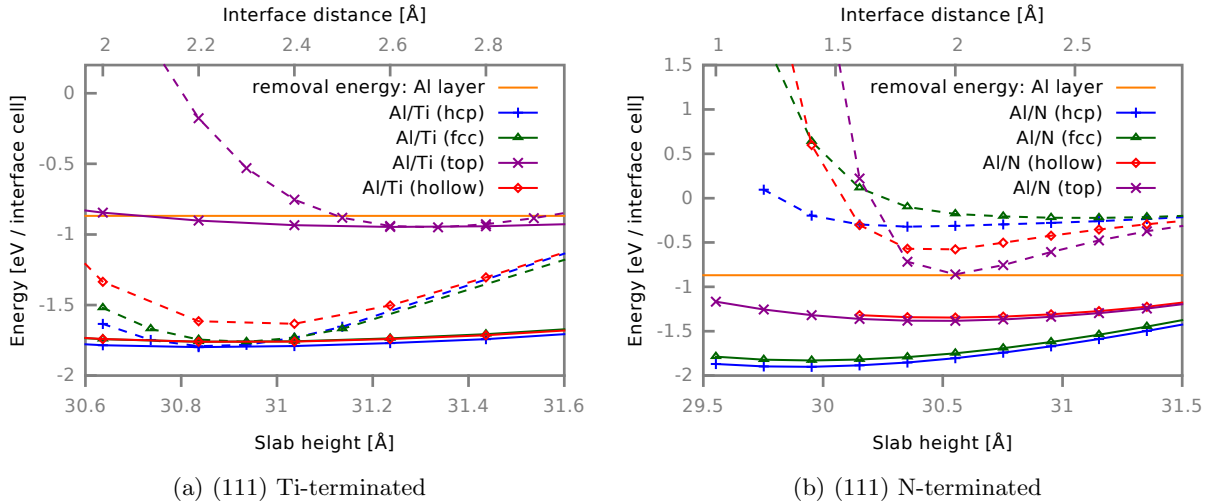 Interface distance [Å]
2 2.2 2.4 2.6 2.8
Energy [eV / interface cell]
0
-0.5
-1
-1.5
-2
removal energy: Al layer
Al/Ti (hcp)
Al/Ti (fcc)
Al/Ti (top)
Al/Ti (hollow)
30.6 30.8 31 31.2 31.4 31.6
Slab height [Å]
(a) (111) Ti-terminated
Interface distance [Å]
1 1.5 2 2.5
Energy [eV / interface cell]
1.5
1
0.5
0
-0.5
-1
-1.5
-2
removal energy: Al layer
Al/N (hcp)
Al/N (fcc)
Al/N (hollow)
Al/N (top)
29.5 30 30.5 31 31.5
Slab height [Å]
(b) (111) N-terminated